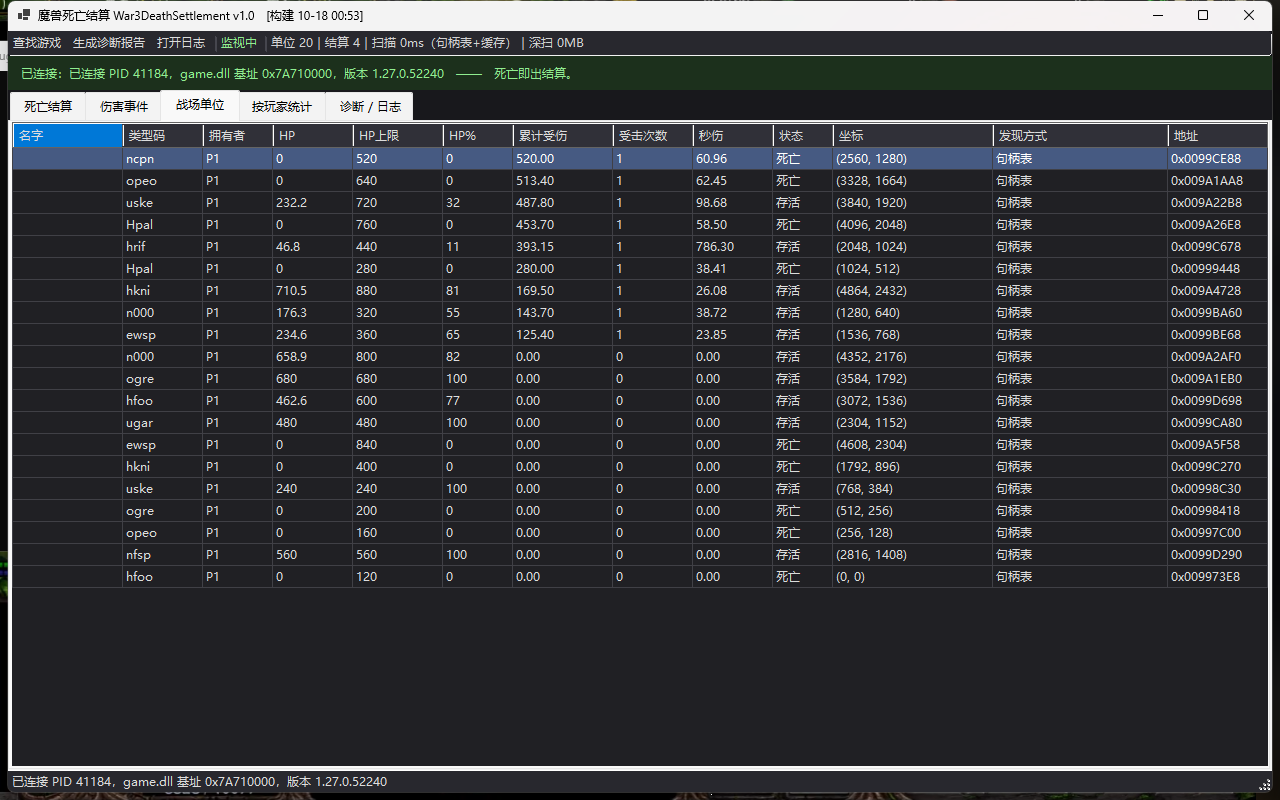 魔兽死亡结算 War3DeathSettlement v1.0 [构建 10-18 00:53]
查找游戏 生成诊断报告 打开日志 | 监视中 | 单位 20 | 结算 4 | 扫描 0ms（句柄表+缓存） | 深扫 0MB
已连接：已连接 PID 41184，game.dll 基址 0x7A710000，版本 1.27.0.52240 —— 死亡即出结算。
死亡结算 伤害事件 战场单位 按玩家统计 诊断 / 日志
名字 类型码 拥有者 HP HP上限 HP% 累计受伤 受击次数 秒伤 状态 坐标 发现方式 地址
ncpn P1 0 520 0 520.00 1 60.96 死亡 (2560, 1280) 句柄表 0x0099CE88
opeo P1 0 640 0 513.40 1 62.45 死亡 (3328, 1664) 句柄表 0x009A1AA8
uske P1 232.2 720 32 487.80 1 98.68 存活 (3840, 1920) 句柄表 0x009A22B8
Hpal P1 0 760 0 453.70 1 58.50 死亡 (4096, 2048) 句柄表 0x009A26E8
hrif P1 46.8 440 11 393.15 1 786.30 存活 (2048, 1024) 句柄表 0x0099C678
Hpal P1 0 280 0 280.00 1 38.41 死亡 (1024, 512) 句柄表 0x00999448
hkni P1 710.5 880 81 169.50 1 26.08 存活 (4864, 2432) 句柄表 0x009A4728
n000 P1 176.3 320 55 143.70 1 38.72 存活 (1280, 640) 句柄表 0x0099BA60
ewsp P1 234.6 360 65 125.40 1 23.85 存活 (1536, 768) 句柄表 0x0099BE68
n000 P1 658.9 800 82 0.00 0 0.00 存活 (4352, 2176) 句柄表 0x009A2AF0
ogre P1 680 680 100 0.00 0 0.00 存活 (3584, 1792) 句柄表 0x009A1EB0
hfoo P1 462.6 600 77 0.00 0 0.00 存活 (3072, 1536) 句柄表 0x0099D698
ugar P1 480 480 100 0.00 0 0.00 存活 (2304, 1152) 句柄表 0x0099CA80
ewsp P1 0 840 0 0.00 0 0.00 死亡 (4608, 2304) 句柄表 0x009A5F58
hkni P1 0 400 0 0.00 0 0.00 死亡 (1792, 896) 句柄表 0x0099C270
uske P1 240 240 100 0.00 0 0.00 存活 (768, 384) 句柄表 0x00998C30
ogre P1 0 200 0 0.00 0 0.00 死亡 (512, 256) 句柄表 0x00998418
opeo P1 0 160 0 0.00 0 0.00 死亡 (256, 128) 句柄表 0x00997C00
nfsp P1 560 560 100 0.00 0 0.00 存活 (2816, 1408) 句柄表 0x0099D290
hfoo P1 0 120 0 0.00 0 0.00 死亡 (0, 0) 句柄表 0x009973E8
已连接 PID 41184，game.dll 基址 0x7A710000，版本 1.27.0.52240